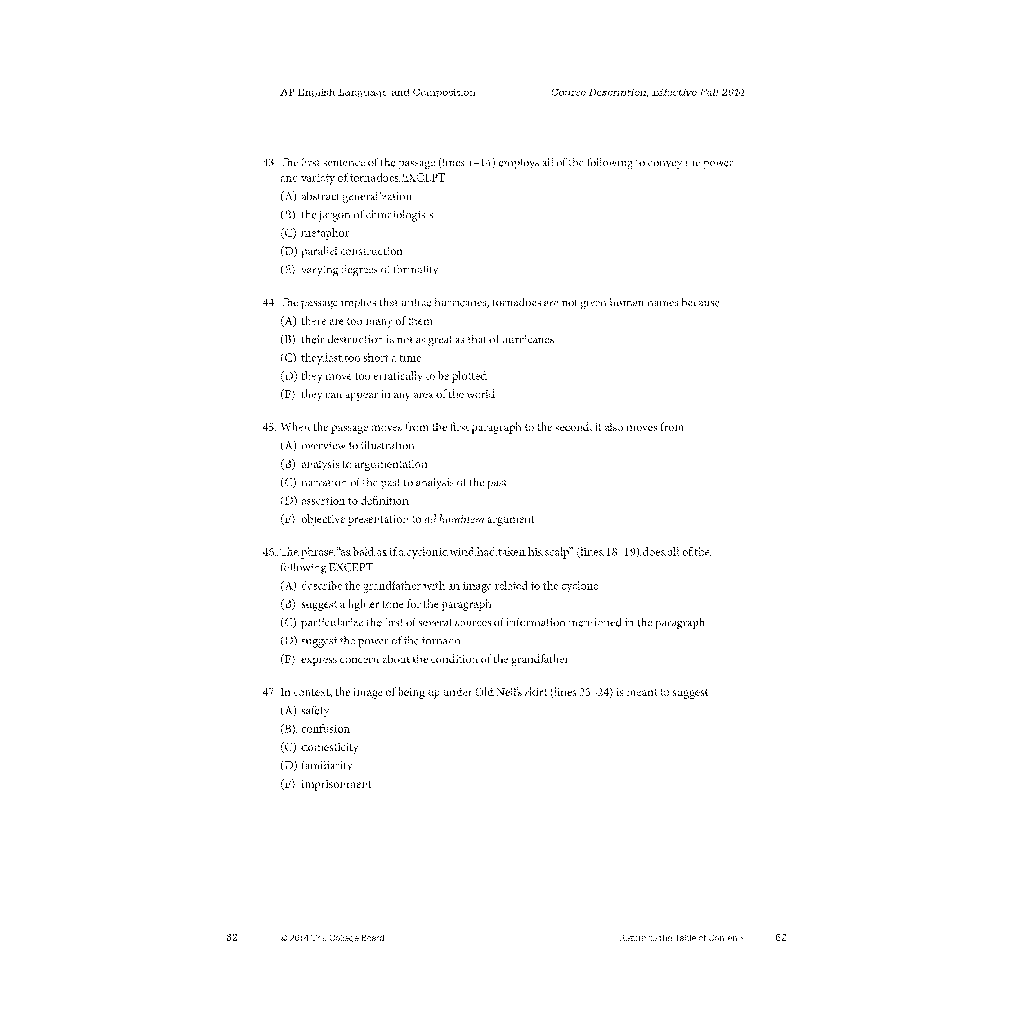 AP English Language and Composition Course Description, Effective Fall 2014
43. The first sentence of the passage (lines 1–14) employs all of the following to convey the power
and variety of tornadoes EXCEPT
(A) abstract generalization
(B) the jargon of climatologists
(C) metaphor
(D) parallel construction
(E) varying degrees of formality
44. The passage implies that unlike hurricanes, tornadoes are not given human names because
(A) there are too many of them
(B) their destruction is not as great as that of hurricanes
(C) they last too short a time
(D) they move too erratically to be plotted
(E) they can appear in any area of the world
45. When the passage moves from the first paragraph to the second, it also moves from
(A) overview to illustration
(B) analysis to argumentation
(C) narration of the past to analysis of the past
(D) assertion to definition
(E) objective presentation to ad hominem argument
46. The phrase “as bald as if a cyclonic wind had taken his scalp” (lines 18–19) does all of the
following EXCEPT
(A) describe the grandfather with an image related to the cyclone
(B) suggest a lighter tone for the paragraph
(C) particularize the first of several sources of information mentioned in the paragraph
(D) suggest the power of the tornado
(E) express concern about the condition of the grandfather
47. In context, the image of being up under Old Nell’s skirt (lines 33–34) is meant to suggest
(A) safety
(B) confusion
(C) domesticity
(D) familiarity
(E) imprisonment
62 © 2014 The College Board Return to the Table of Contents 62